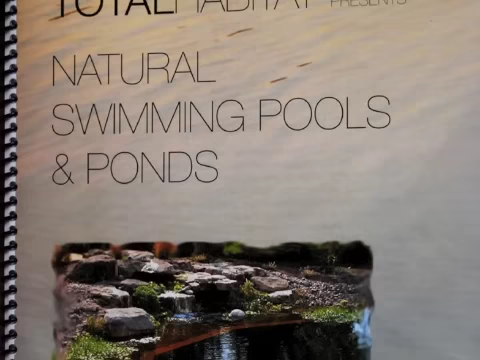 TOTALHABITAT PRESENTS
NATURAL
SWIMMING POOLS
& PONDS